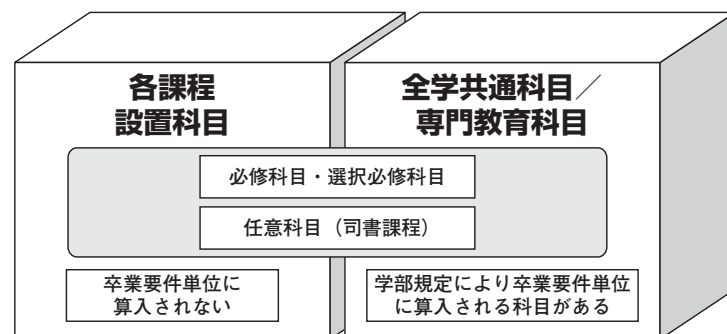 各課程
設置科目
全学共通科目／
専門教育科目
必修科目・選択必修科目
任意科目（司書課程）
卒業要件単位に
算入されない
学部規定により卒業要件単位
に算入される科目がある